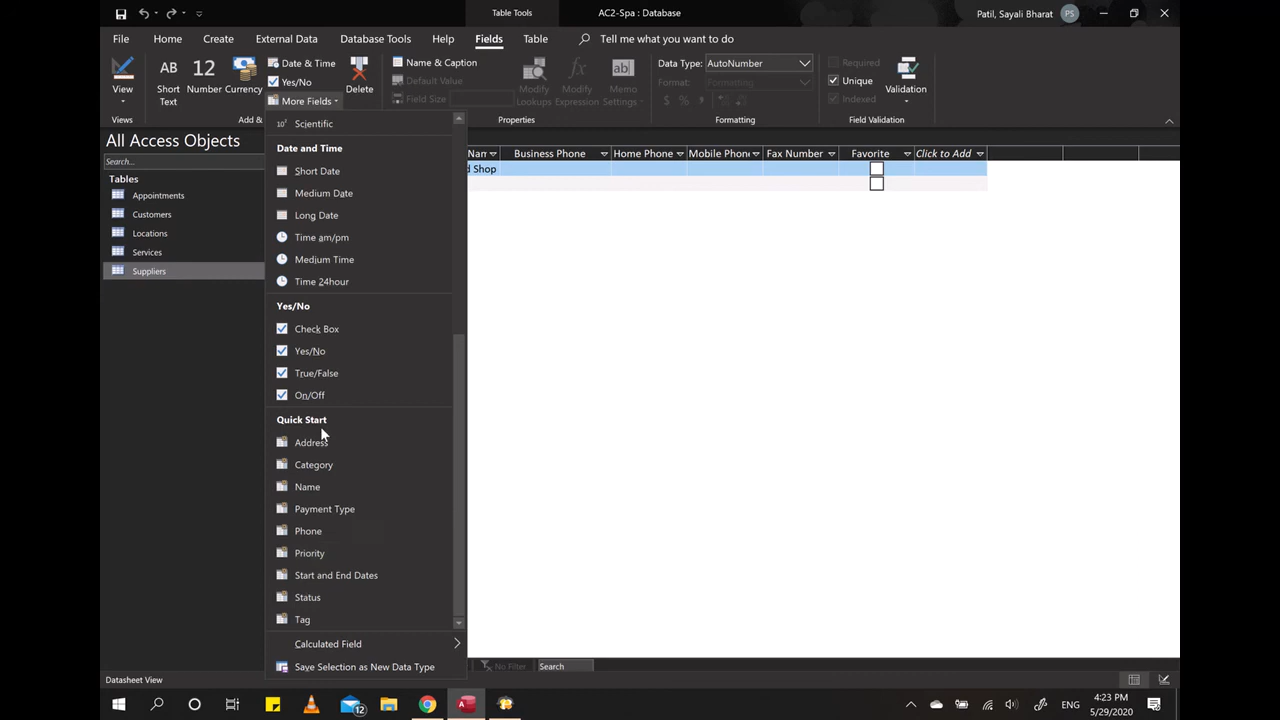 Table Tools
AC2-Spa : Database
Patil, Sayali Bharat
PS
File
Home
Create
External Data
Database Tools
Help
Fields
Table
Tell me what you want to do
View
AB
Short
Text
12
Number
Currency
Date & Time
Yes/No
More Fields
Delete
Name & Caption
Default Value
Field Size
Modify
Lookups
Modify
Expression
Memo
Settings
Data Type: AutoNumber
Format: Formatting
$ %
Required
Unique
Indexed
Validation
Views
Add &
Properties
Formatting
Field Validation
All Access Objects
Search...
Tables
Appointments
Customers
Locations
Services
Suppliers
Scientific
Date and Time
Short Date
Medium Date
Long Date
Time am/pm
Medium Time
Time 24hour
Yes/No
Check Box
Yes/No
True/False
On/Off
Quick Start
Address
Category
Name
Payment Type
Phone
Priority
Start and End Dates
Status
Tag
Calculated Field
Save Selection as New Data Type
Nam Business Phone Home Phone Mobile Phone Fax Number Favorite Click to Add
d Shop
No Filter Search
Datasheet View
12
ENG
4:23 PM
5/29/2020